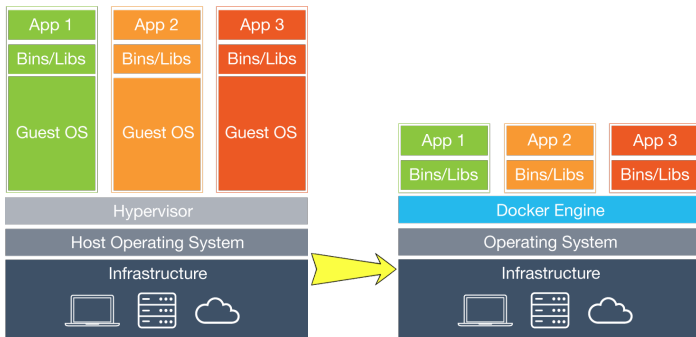 App 1
App 2
App 3
Bins/Libs
Bins/Libs
Bins/Libs
Guest OS
Guest OS
Guest OS
Hypervisor
Host Operating System
Infrastructure
App 1
App 2
App 3
Bins/Libs
Bins/Libs
Bins/Libs
Docker Engine
Operating System
Infrastructure